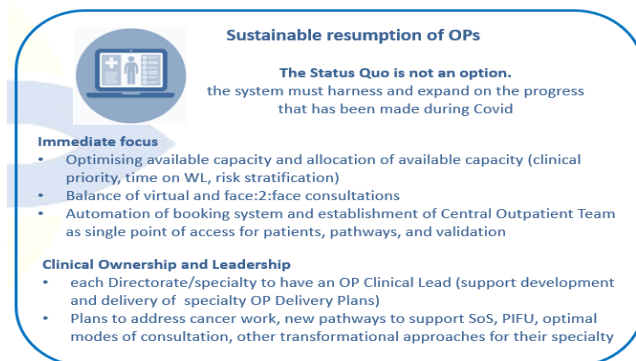 Sustainable resumption of OPs
The Status Quo is not an option.
the system must harness and expand on the progress
that has been made during Covid
Immediate focus
• Optimising available capacity and allocation of available capacity (clinical
priority, time on WL, risk stratification)
• Balance of virtual and face:2:face consultations
• Automation of booking system and establishment of Central Outpatient Team
as single point of access for patients, pathways, and validation
Clinical Ownership and Leadership
• each Directorate/specialty to have an OP Clinical Lead (support development
and delivery of specialty OP Delivery Plans)
• Plans to address cancer work, new pathways to support SoS, PIFU, optimal
modes of consultation, other transformational approaches for their specialty